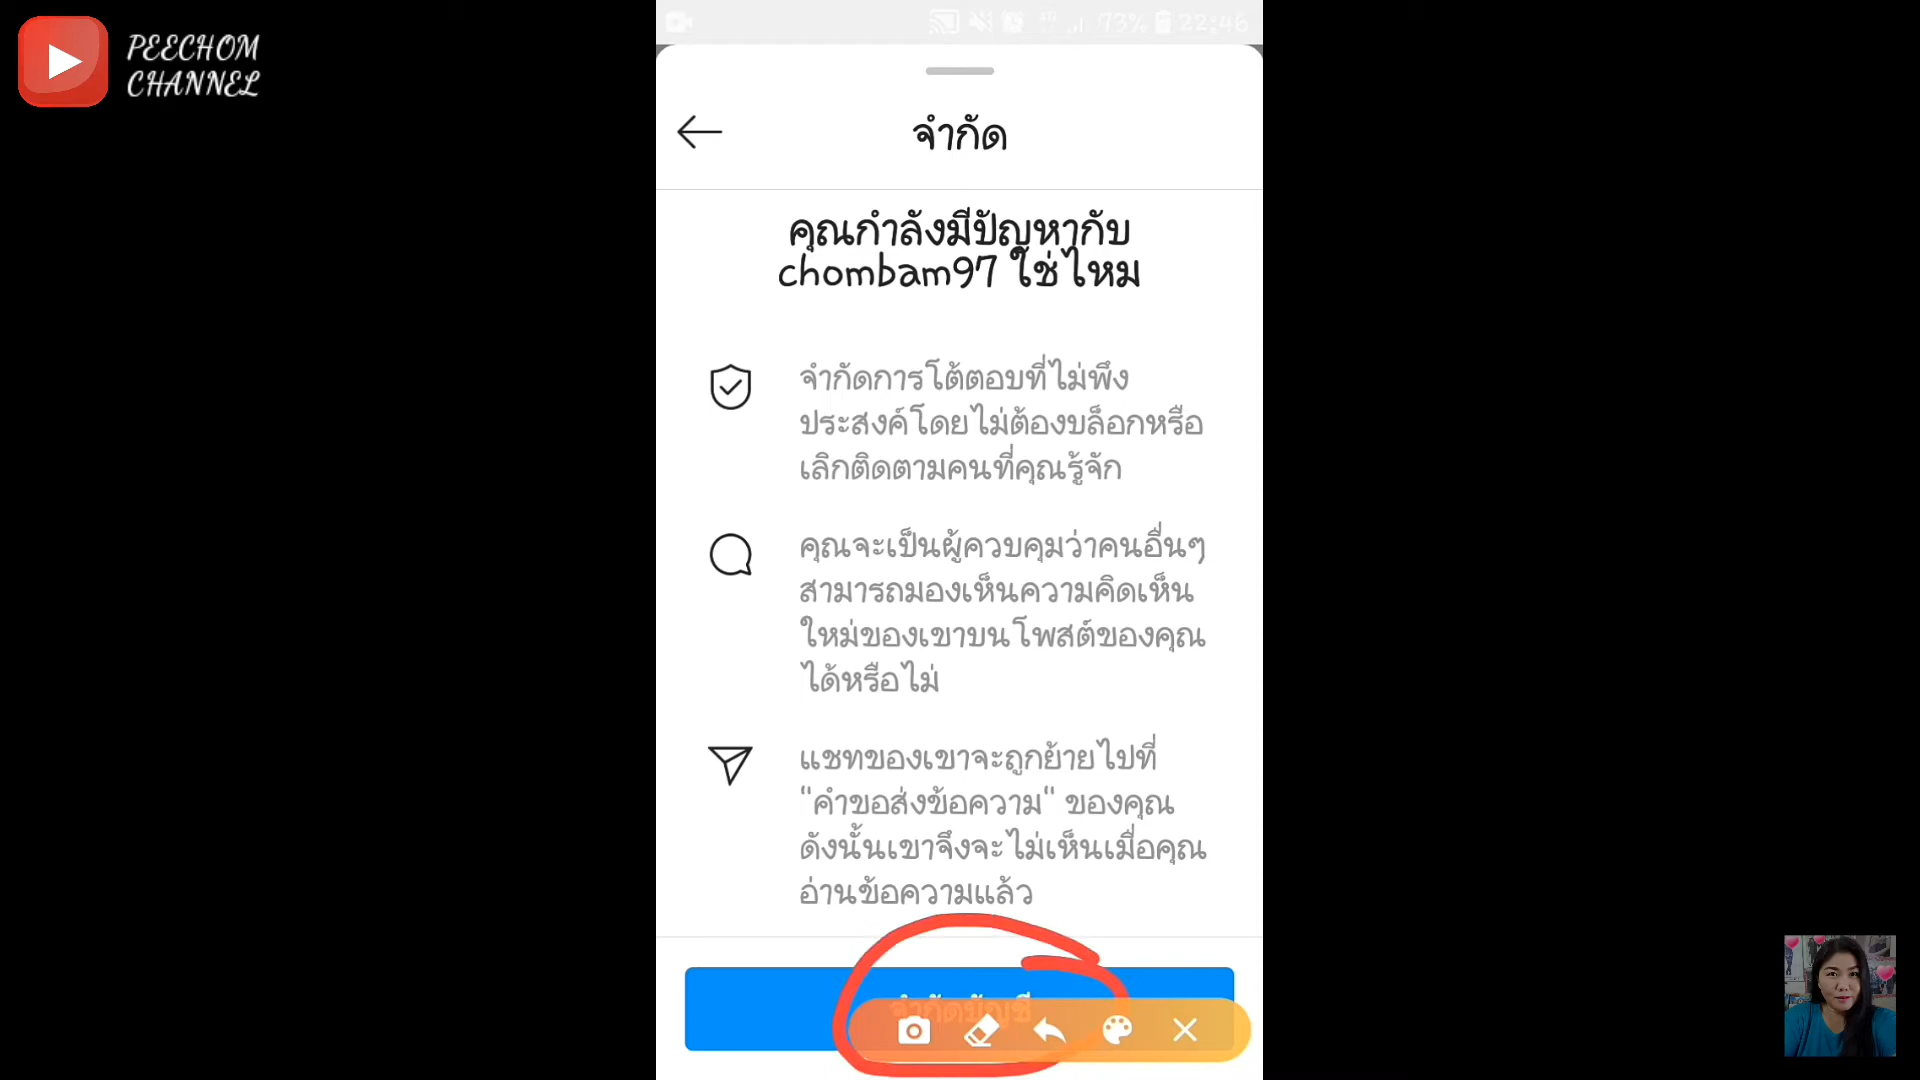 PEECHOM
CHANNEL
73% 22:46
จำกัด
คุณกำลังมีปัญหากับ
chombam97 ใช่ไหม
จำกัดการโต้ตอบที่ไม่พึง
ประสงค์โดยไม่ต้องบล็อกหรือ
เลิกติดตามคนที่คุณรู้จัก
คุณจะเป็นผู้ควบคุมว่าคนอื่นๆ
สามารถมองเห็นความคิดเห็น
ใหม่ของเขาบนโพสต์ของคุณ
ได้หรือไม่
แชทของเขาจะถูกย้ายไปที่
"คำขอส่งข้อความ" ของคุณ
ดังนั้นเขาจึงจะไม่เห็นเมื่อคุณ
อ่านข้อความแล้ว
จำกัดบัญชี